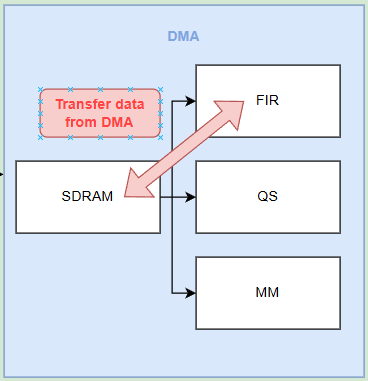 DMA
Transfer data
from DMA
FIR
SDRAM
QS
MM